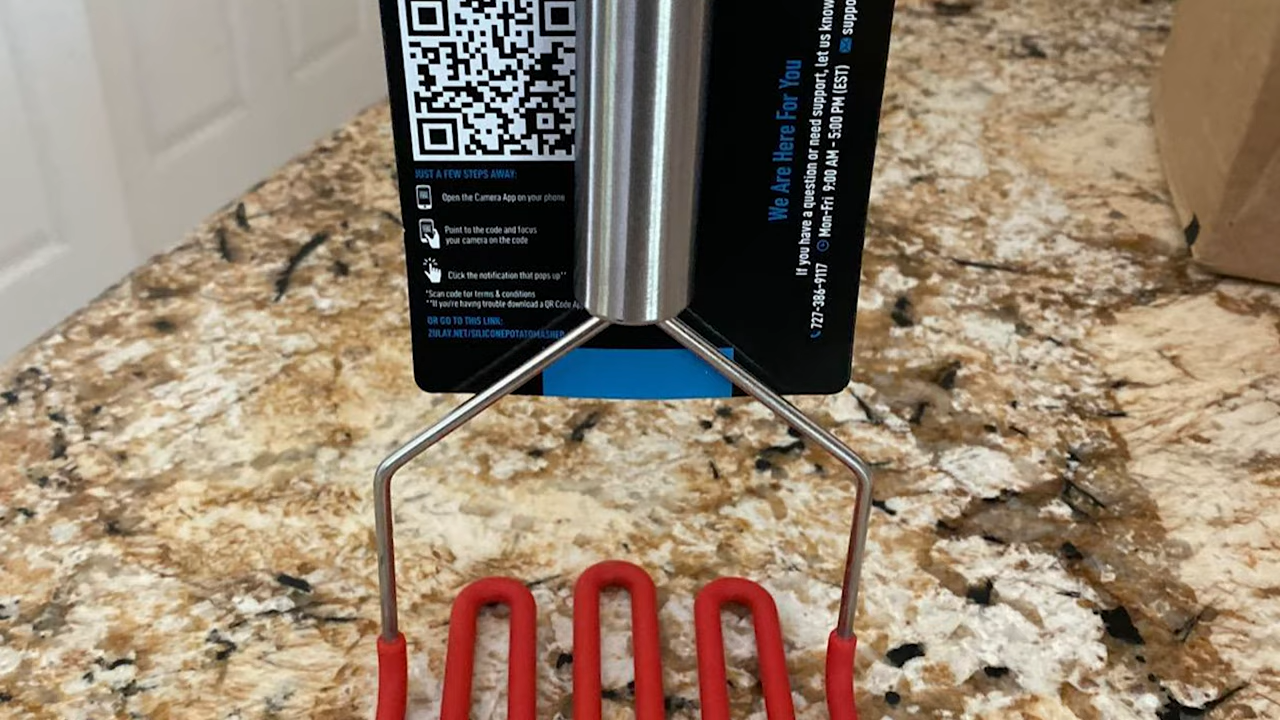 JUST A FEW STEPS AWAY:
Open the Camera App on your phone
Point to the code and focus
your camera on the code
Click the notification that pops up**
*Scan code for terms & conditions
**If you're having trouble download a QR Code
OR GO TO THIS LINK:
ZULAY.NET/SILICONEPOTATOMASHER
We Are Here For You
If you have a question or need support, let us know
727-386-9117 Mon-Fri 9:00 AM - 5:00 PM (EST)